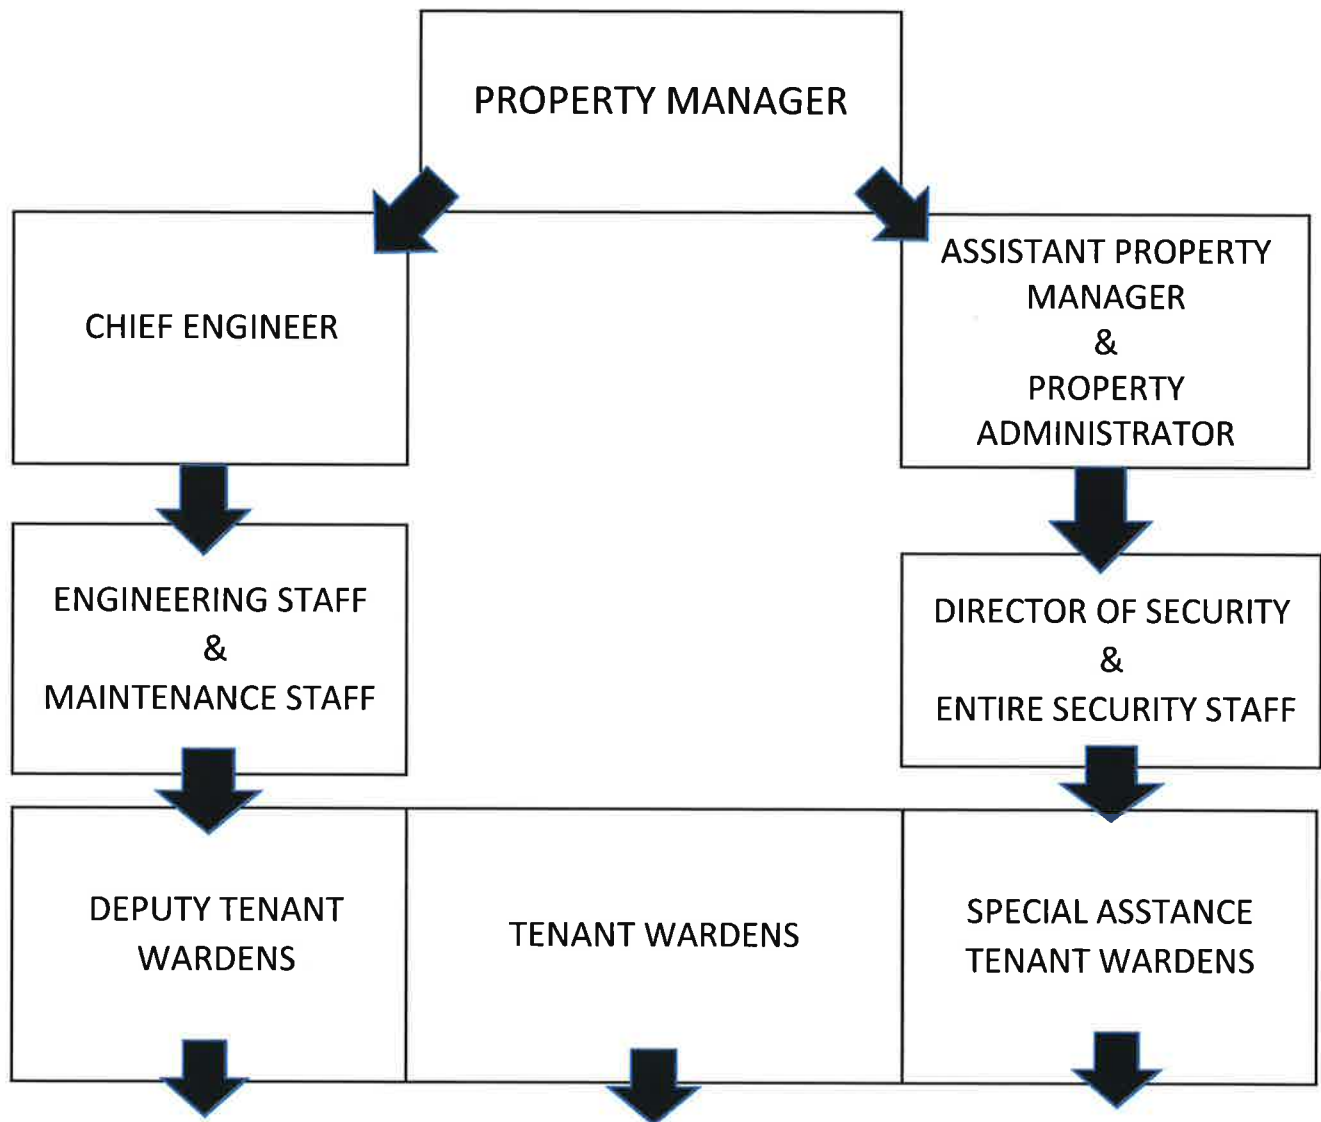 PROPERTY MANAGER
CHIEF ENGINEER
ASSISTANT PROPERTY
MANAGER
&
PROPERTY
ADMINISTRATOR
ENGINEERING STAFF
&
MAINTENANCE STAFF
DIRECTOR OF SECURITY
&
ENTIRE SECURITY STAFF
DEPUTY TENANT
WARDENS
TENANT WARDENS
SPECIAL ASSTANCE
TENANT WARDENS